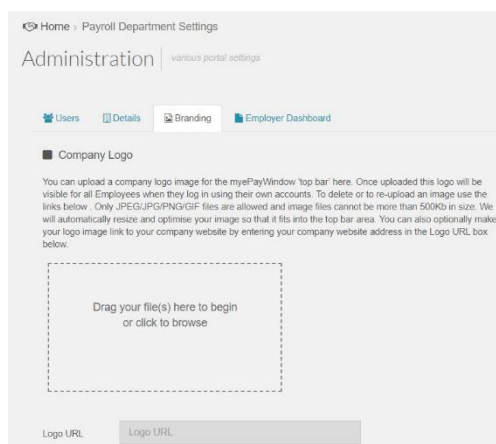 Home > Payroll Department Settings
Administration various portal settings
Users Details Branding Employer Dashboard
Company Logo
You can upload a company logo image for the myePayWindow 'top bar' here. Once uploaded this logo will be
visible for all Employees when they log in using their own accounts. To delete or to re-upload an image use the
links below . Only JPEG/JPG/PNG/GIF files are allowed and image files cannot be more than 500Kb in size. We
will automatically resize and optimise your image so that it fits into the top bar area. You can also optionally make
your logo image link to your company website by entering your company website address in the Logo URL box
below.
Drag your file(s) here to begin
or click to browse
Logo URL Logo URL